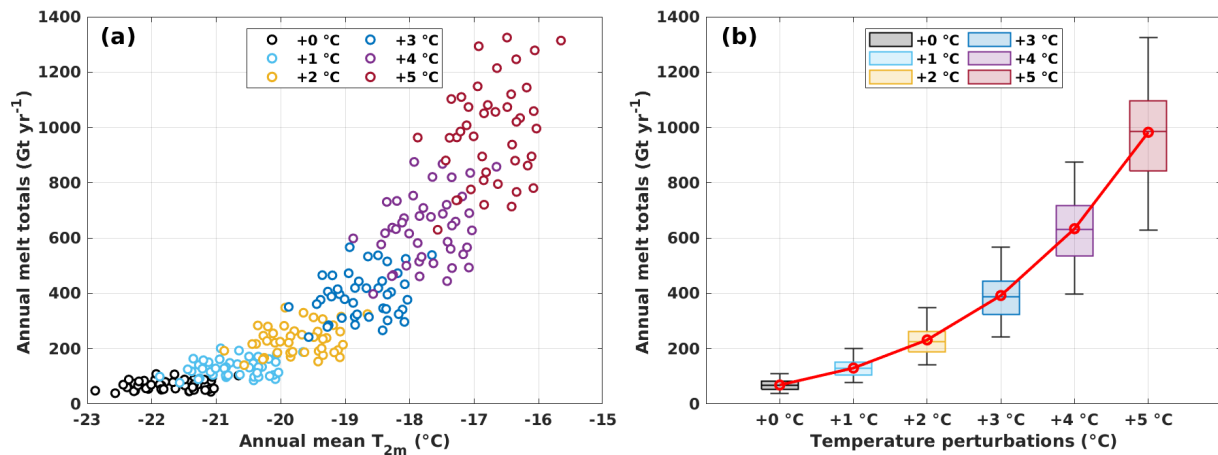 (a)
+0 °C +3 °C
+1 °C +4 °C
+2 °C +5 °C
Annual melt totals (Gt yr-1)
1400
1200
1000
800
600
400
200
0
-23 -22 -21 -20 -19 -18 -17 -16 -15
Annual mean T2m (°C)
(b)
+0 °C +3 °C
+1 °C +4 °C
+2 °C +5 °C
Annual melt totals (Gt yr-1)
1400
1200
1000
800
600
400
200
0
+0 °C +1 °C +2 °C +3 °C +4 °C +5 °C
Temperature perturbations (°C)